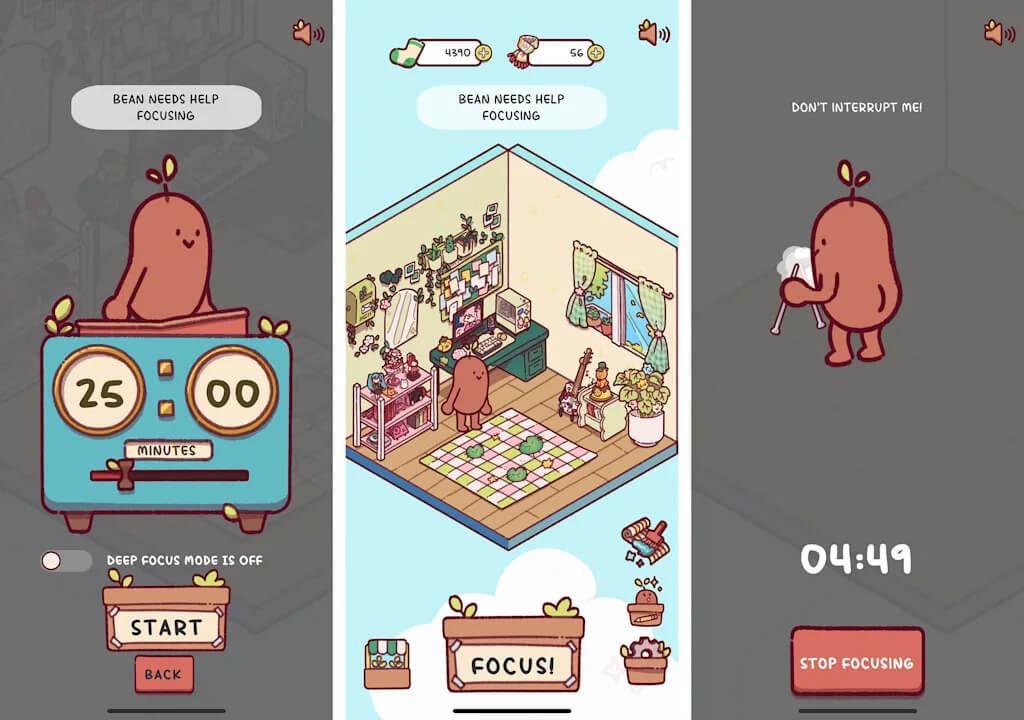 BEAN NEEDS HELP
FOCUSING
25 : 00
MINUTES
DEEP FOCUS MODE IS OFF
START
BACK
4390
56
BEAN NEEDS HELP
FOCUSING
FOCUS!
DON'T INTERRUPT ME!
04:49
STOP FOCUSING